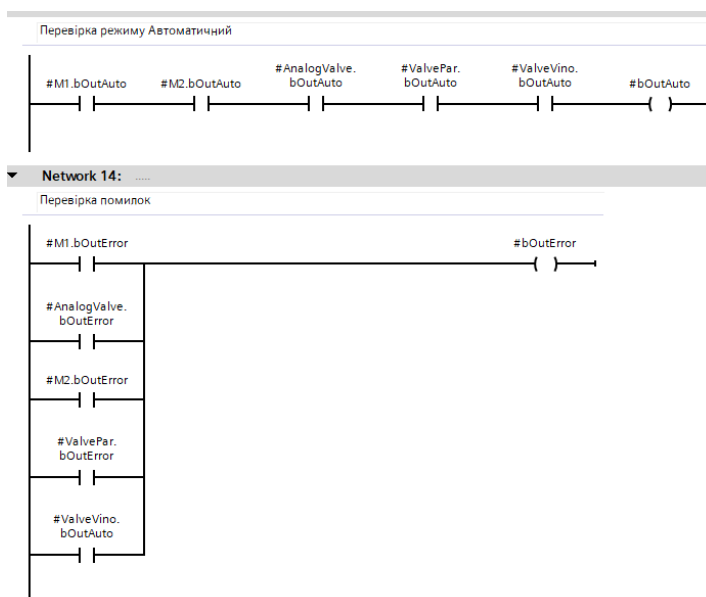 Перевірка режиму Автоматичний
#AnalogValve. #ValvePar. #ValveVino.
#M1.bOutAuto #M2.bOutAuto bOutAuto bOutAuto bOutAuto #bOutAuto
Network 14: .....
Перевірка помилок
#M1.bOutError #bOutError
#AnalogValve.
bOutError
#M2.bOutError
#ValvePar.
bOutError
#ValveVino.
bOutAuto